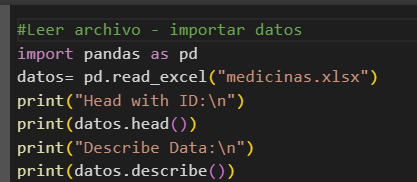 #Leer archivo - importar datos
import pandas as pd
datos= pd.read_excel("medicinas.xlsx")
print("Head with ID:\n")
print(datos.head())
print("Describe Data:\n")
print(datos.describe())